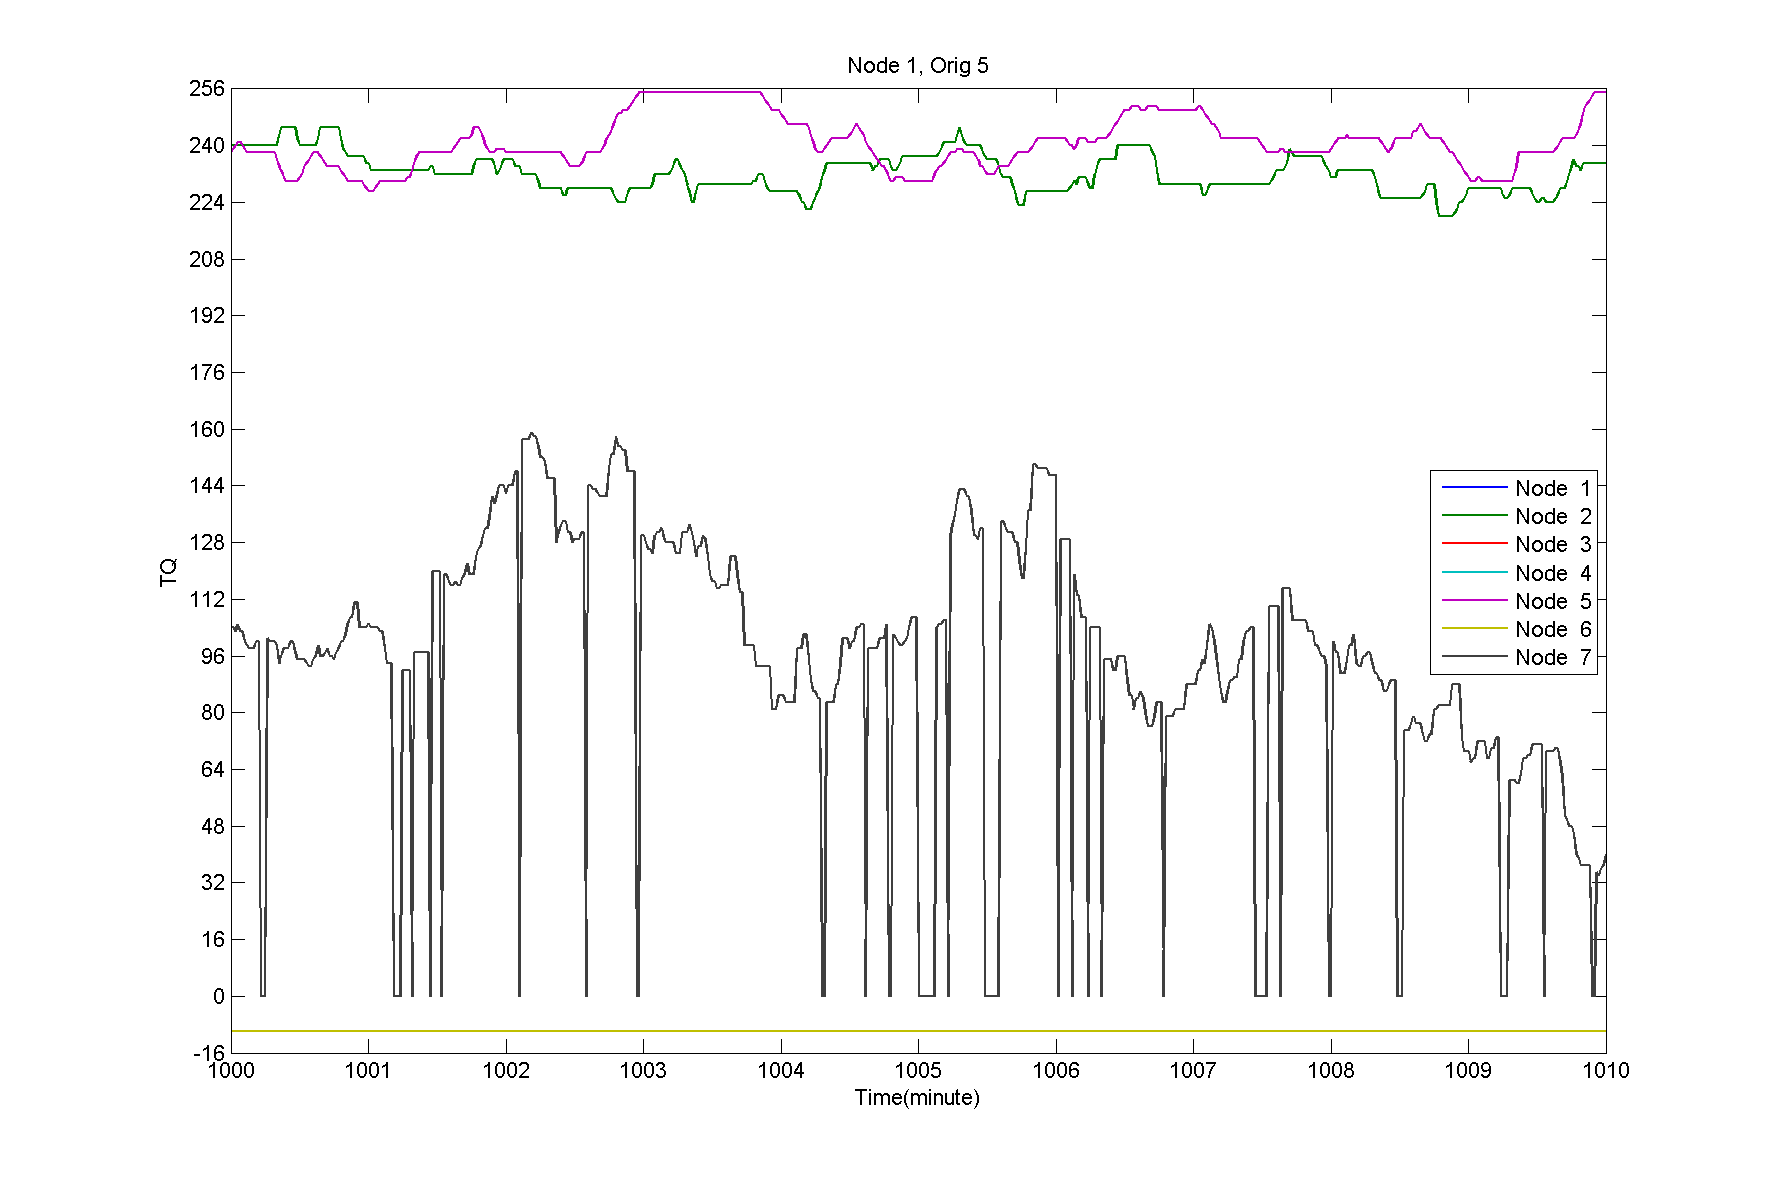 Node 1, Orig 5
256
240
224
208
192
176
160
144
128
112
96
80
64
48
32
16
0
-16
TQ
Node 1
Node 2
Node 3
Node 4
Node 5
Node 6
Node 7
1000 1001 1002 1003 1004 1005 1006 1007 1008 1009 1010
Time(minute)